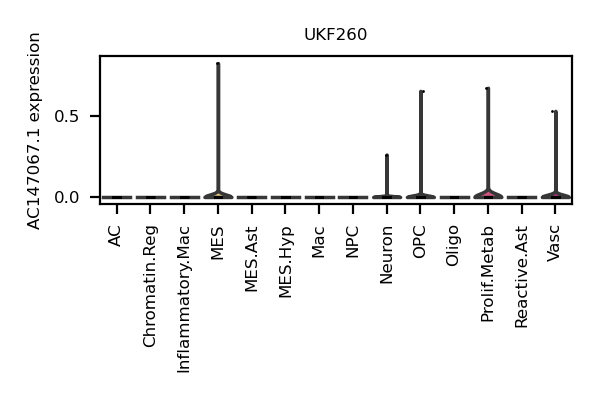 UKF260
AC147067.1 expression
0.5
0.0
AC
Chromatin.Reg
Inflammatory.Mac
MES
MES.Ast
MES.Hyp
Mac
NPC
Neuron
OPC
Oligo
Prolif.Metab
Reactive.Ast
Vasc